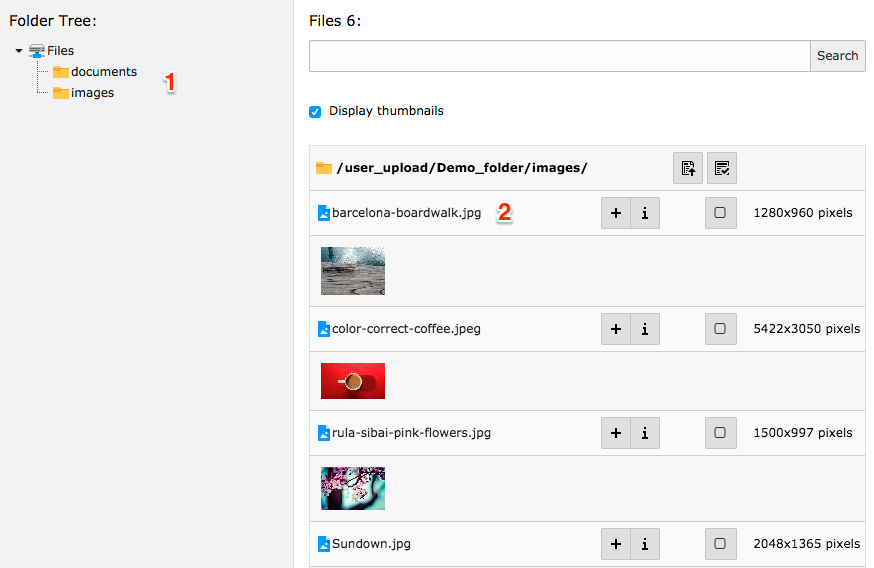 Folder Tree:
Files
documents
images
1
Files 6:
Search
Display thumbnails
/user_upload/Demo_folder/images/
barcelona-boardwalk.jpg 2 + i 1280x960 pixels
color-correct-coffee.jpeg + i 5422x3050 pixels
rula-sibai-pink-flowers.jpg + i 1500x997 pixels
Sundown.jpg + i 2048x1365 pixels